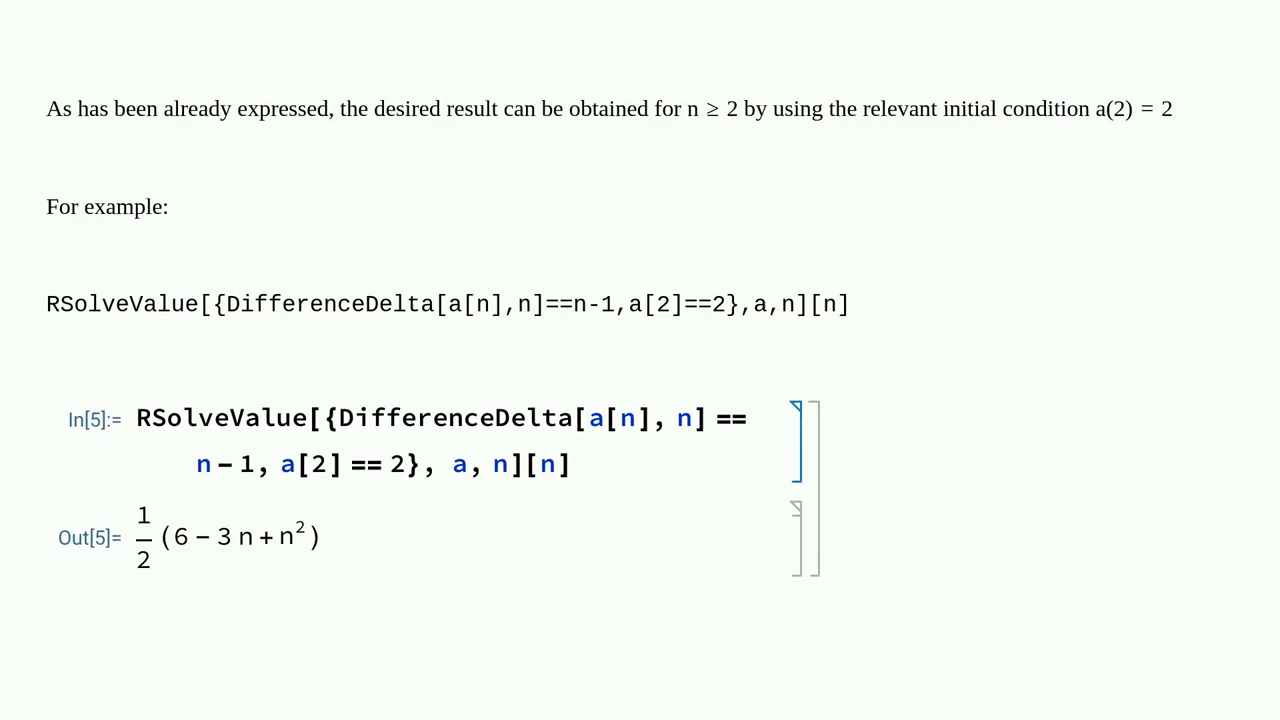 As has been already expressed, the desired result can be obtained for n ≥ 2 by using the relevant initial condition a(2) = 2
For example:
RSolveValue[{DifferenceDelta[a[n],n]==n-1,a[2]==2},a,n][n]
In[5]:= RSolveValue[{DifferenceDelta[a[n], n] ==
n - 1, a[2] == 2}, a, n][n]
Out[5]= 1/2 (6 - 3 n + n²)